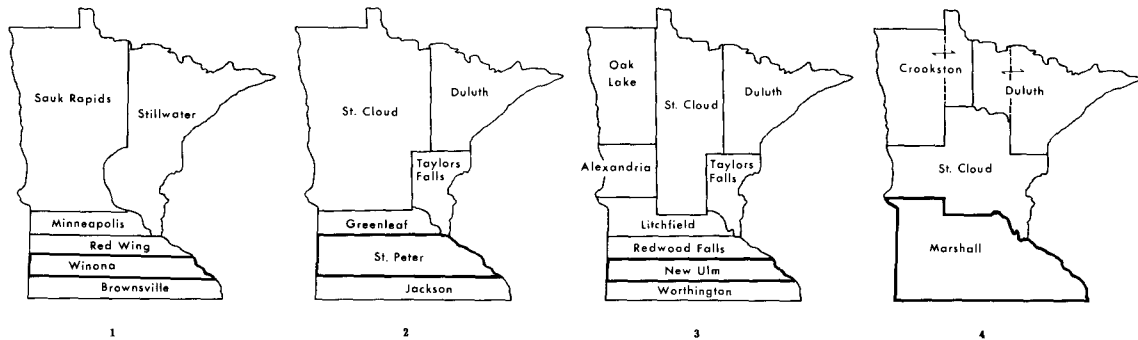 Sauk Rapids
Stillwater
Minneapolis
Red Wing
Winona
Brownsville
1
St. Cloud
Duluth
Taylors
Falls
Greenleaf
St. Peter
Jackson
2
Oak
Lake
St. Cloud
Duluth
Alexandria
Taylors
Falls
Litchfield
Redwood Falls
New Ulm
Worthington
3
Crookston
Duluth
St. Cloud
Marshall
4